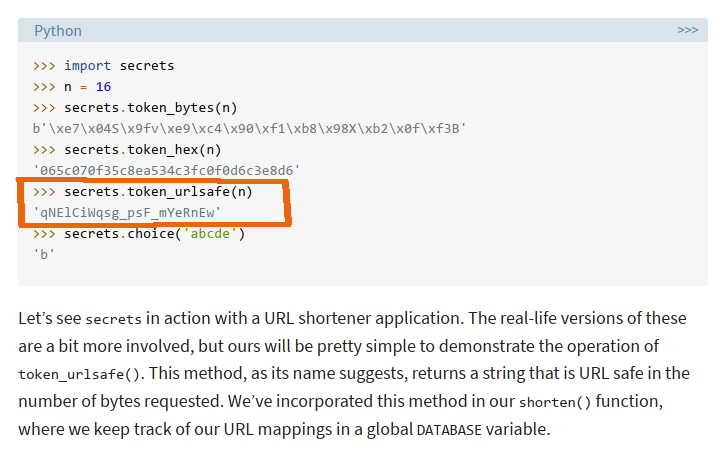 Python >>>
>>> import secrets
>>> n = 16
>>> secrets.token_bytes(n)
b'\xe7\x04S\x9fv\xe9\xc4\x90\xf1\xb8\x98X\xb2\x0f\xf3B'
>>> secrets.token_hex(n)
'065c070f35c8ea534c3fc0f0d6c3e8d6'
>>> secrets.token_urlsafe(n)
'qNElCiWqsg_psF_mYeRnEw'
>>> secrets.choice('abcde')
'b'
Let’s see secrets in action with a URL shortener application. The real-life versions of these
are a bit more involved, but ours will be pretty simple to demonstrate the operation of
token_urlsafe(). This method, as its name suggests, returns a string that is URL safe in the
number of bytes requested. We’ve incorporated this method in our shorten() function,
where we keep track of our URL mappings in a global DATABASE variable.